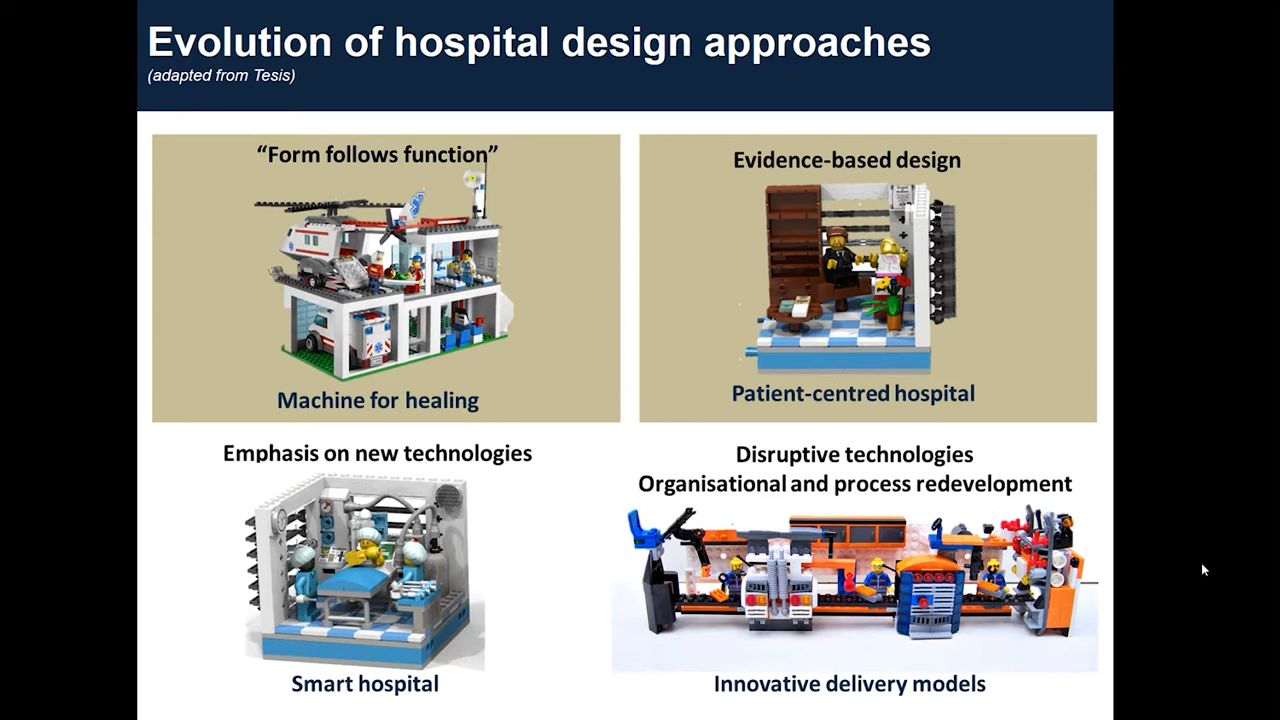 Evolution of hospital design approaches
(adapted from Tesis)
“Form follows function”
Machine for healing
Evidence-based design
Patient-centred hospital
Emphasis on new technologies
Smart hospital
Disruptive technologies
Organisational and process redevelopment
Innovative delivery models